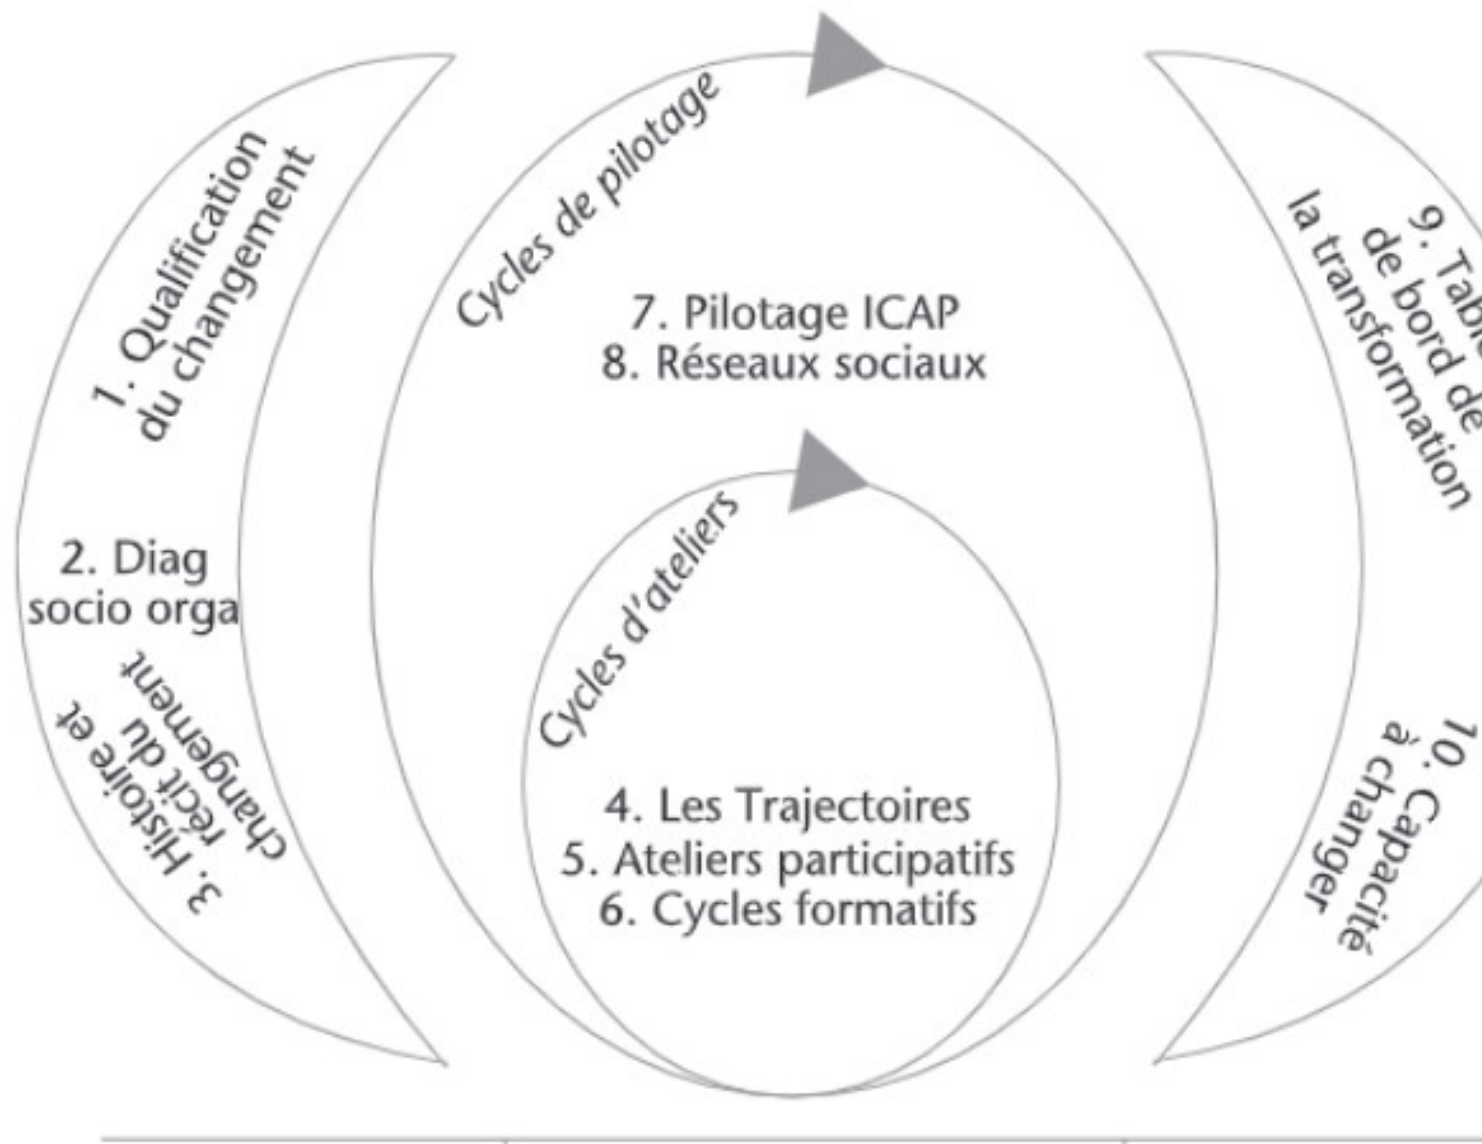 1. Qualification
du changement
2. Diag
socio orga
3. Histoire et
récit du
changement
Cycles de pilotage
7. Pilotage ICAP
8. Réseaux sociaux
Cycles d'ateliers
4. Les Trajectoires
5. Ateliers participatifs
6. Cycles formatifs
9.
de bord de
la transformation
10. Capacité
à changer